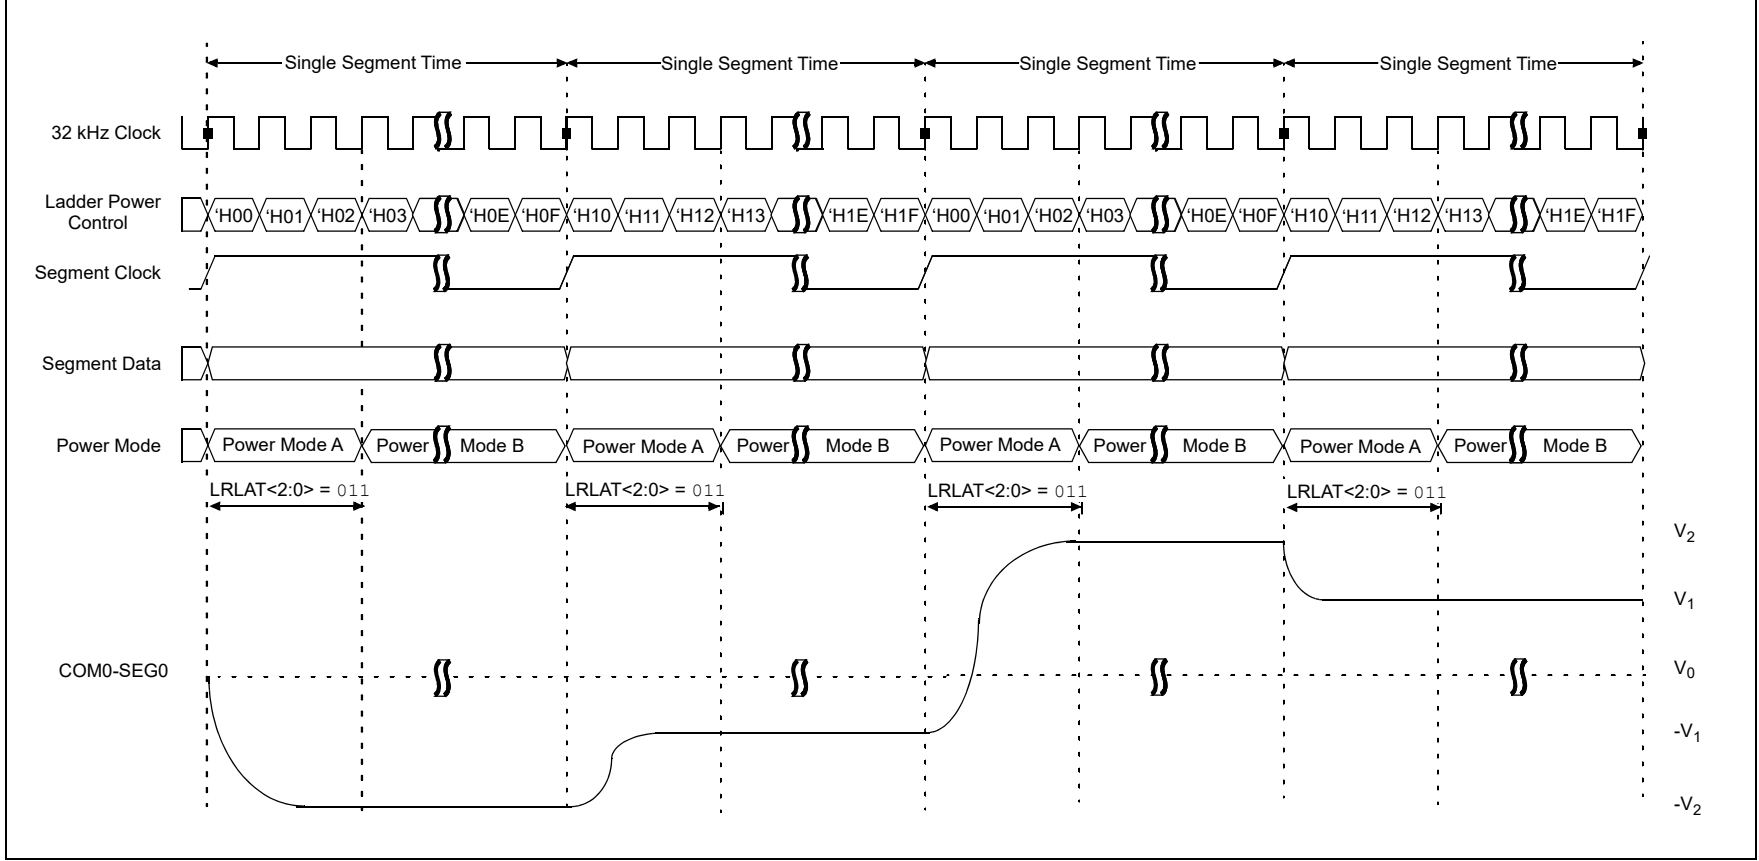 Single Segment Time Single Segment Time Single Segment Time Single Segment Time
32 kHz Clock
Ladder Power
Control
‘H00 ‘H01 ‘H02 ‘H03 ‘H0E ‘H0F ‘H10 ‘H11 ‘H12 ‘H13 ‘H1E ‘H1F ‘H00 ‘H01 ‘H02 ‘H03 ‘H0E ‘H0F ‘H10 ‘H11 ‘H12 ‘H13 ‘H1E ‘H1F
Segment Clock
Segment Data
Power Mode Power Mode A Power Mode B Power Mode A Power Mode B Power Mode A Power Mode B Power Mode A Power Mode B
LRLAT<2:0> = 011 LRLAT<2:0> = 011 LRLAT<2:0> = 011 LRLAT<2:0> = 011
V2
V1
COM0-SEG0 V0
-V1
-V2